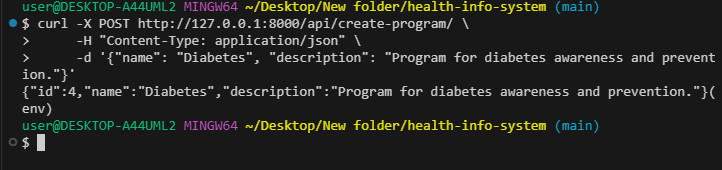 user@DESKTOP-A44UML2 MINGW64 ~/Desktop/New folder/health-info-system (main)
$ curl -X POST http://127.0.0.1:8000/api/create-program/ \
>      -H "Content-Type: application/json" \
>      -d '{"name": "Diabetes", "description": "Program for diabetes awareness and prevent
ion."}'
{"id":4,"name":"Diabetes","description":"Program for diabetes awareness and prevention."}(
env)
user@DESKTOP-A44UML2 MINGW64 ~/Desktop/New folder/health-info-system (main)
$